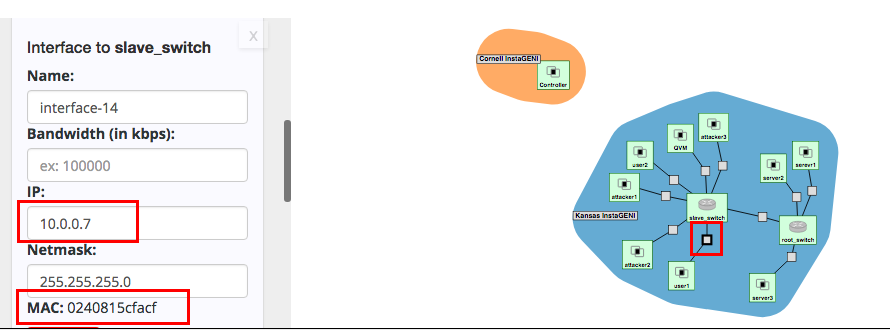 Interface to slave_switch
X
Name:
interface-14
Bandwidth (in kbps):
ex: 100000
IP:
10.0.0.7
Netmask:
255.255.255.0
MAC: 0240815cfacf
Cornell InstaGENI
Controller
attacker3
QVM
user2
serevr1
server2
attacker1
slave_switch
Kansas InstaGENI
root_switch
attacker2
user1
server3